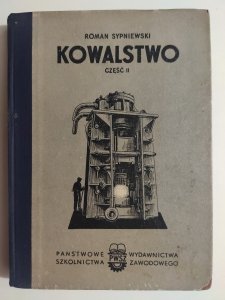 ROMAN SYPNIEWSKI
KOWALSTWO
CZĘŚĆ II
PAŃSTWOWE WYDAWNICTWA
SZKOLNICTWA ZAWODOWEGO